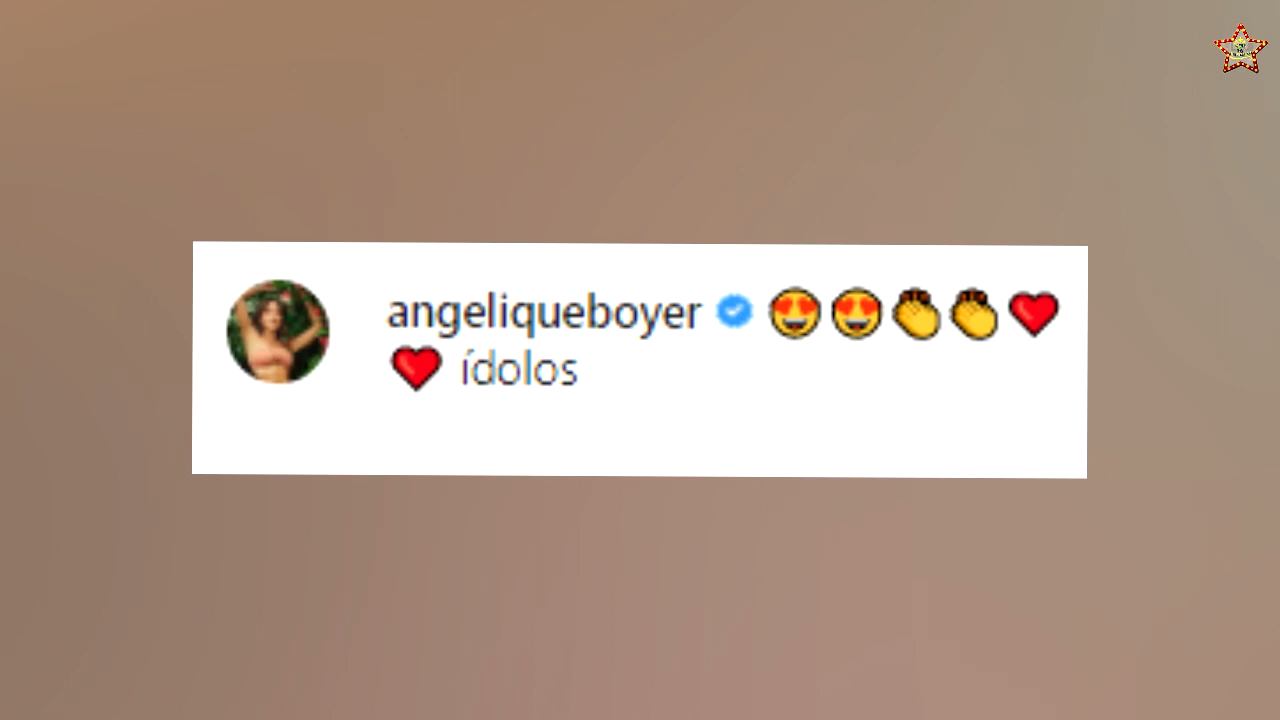 angeliqueboyer 😍😍👏👏❤️
❤️ ídolos